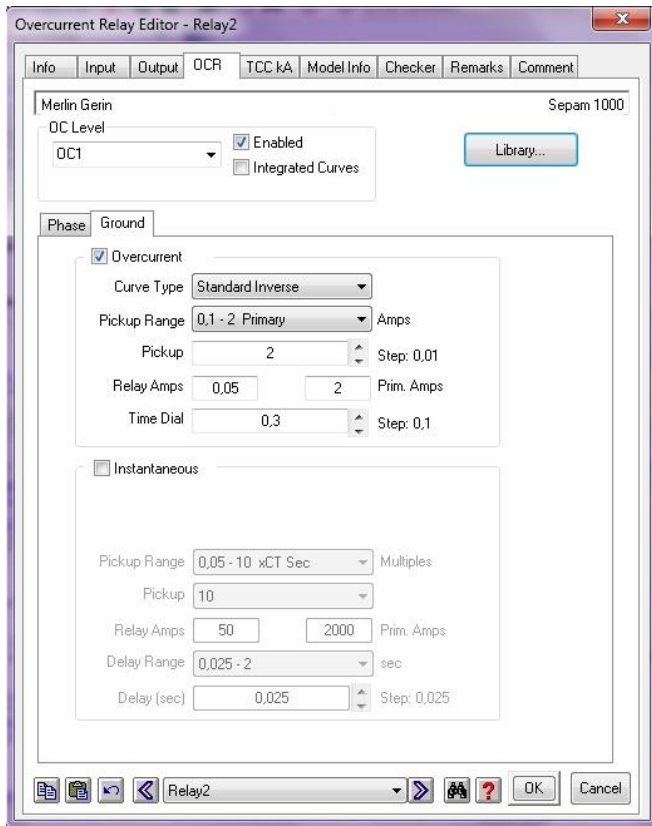 Overcurrent Relay Editor - Relay2
Info Input Output OCR TCC kA Model Info Checker Remarks Comment
Merlin Gerin Sepam 1000
OC Level
OC1
Enabled
Integrated Curves
Library...
Phase Ground
Overcurrent
Curve Type Standard Inverse
Pickup Range 0,1 - 2 Primary Amps
Pickup 2 Step: 0,01
Relay Amps 0,05 2 Prim. Amps
Time Dial 0,3 Step: 0,1
Instantaneous
Pickup Range 0,05 - 10 xCT Sec Multiples
Pickup 10
Relay Amps 50 2000 Prim. Amps
Delay Range 0,025 - 2 sec
Delay (sec) 0,025 Step: 0,025
Relay2 ? OK Cancel